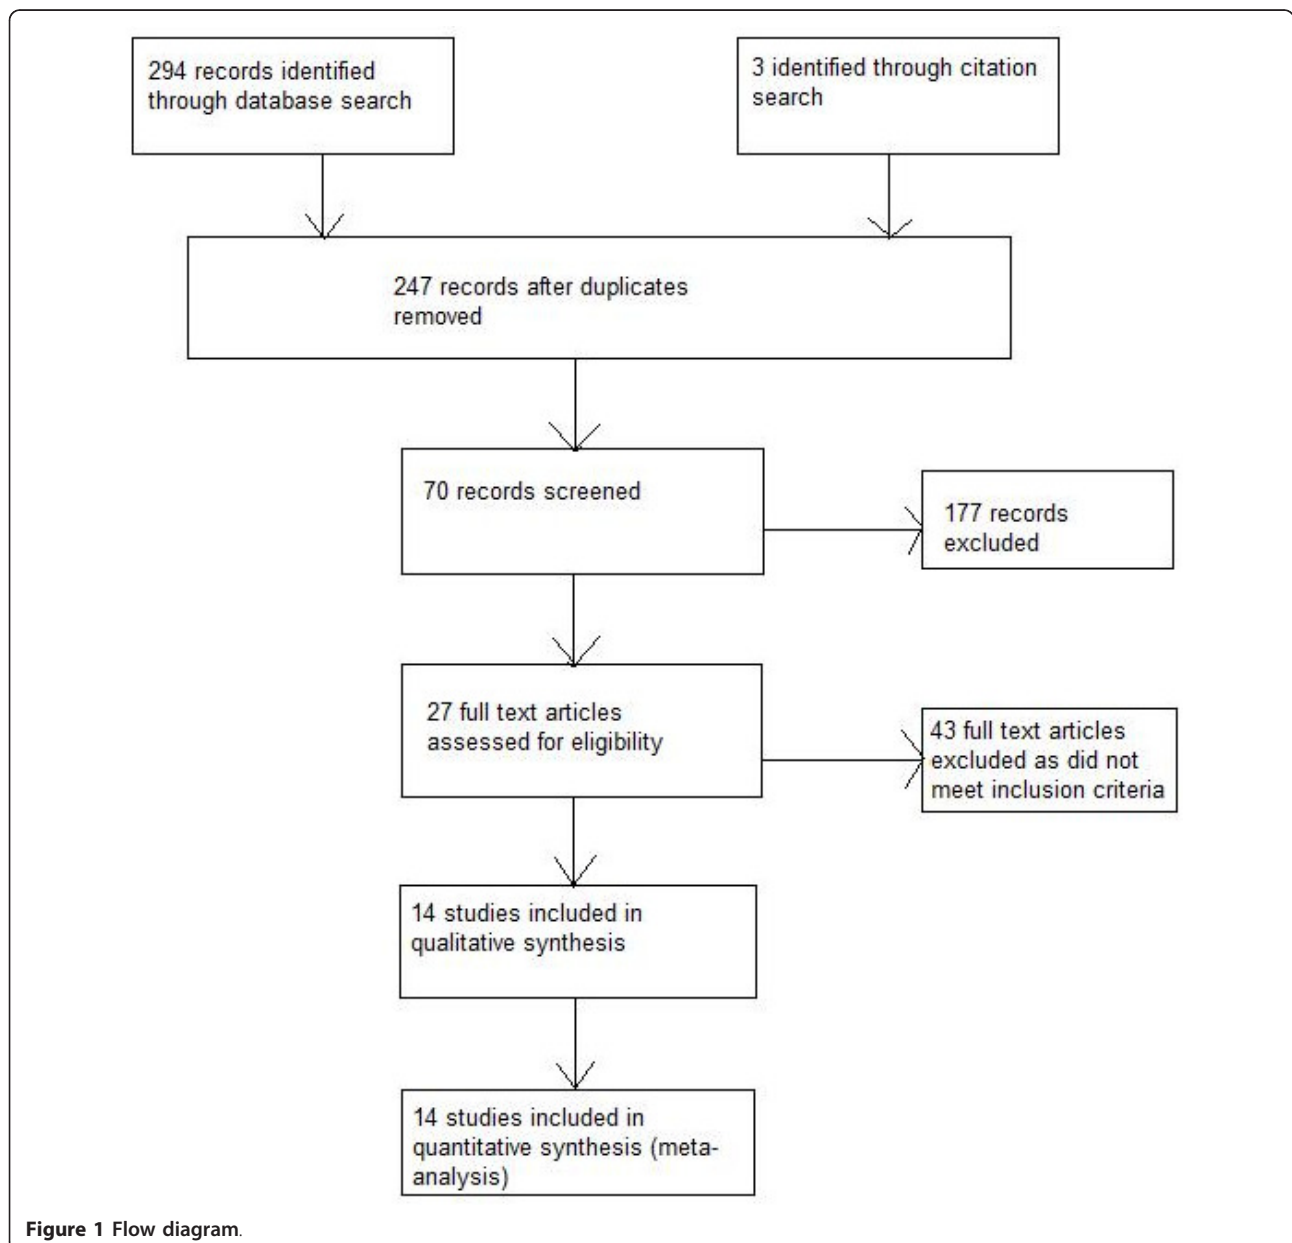 294 records identified
through database search
3 identified through citation
search
247 records after duplicates
removed
70 records screened
177 records
excluded
27 full text articles
assessed for eligibility
43 full text articles
excluded as did not
meet inclusion criteria
14 studies included in
qualitative synthesis
14 studies included in
quantitative synthesis (meta-
analysis)
Figure 1 Flow diagram.